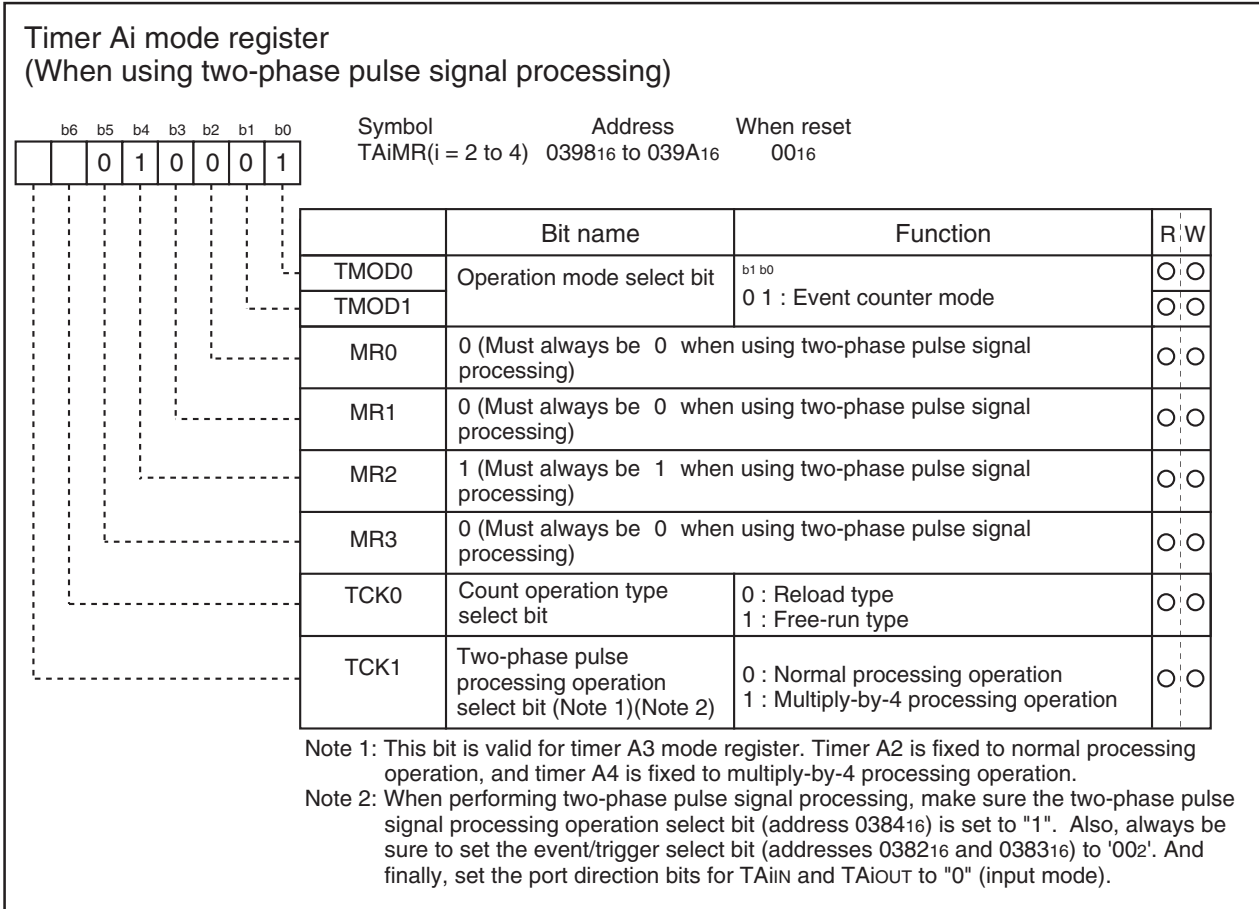 Timer Ai mode register
(When using two-phase pulse signal processing)
b6 b5 b4 b3 b2 b1 b0
0 1 0 0 0 1
Symbol Address When reset
TAiMR(i = 2 to 4) 039816 to 039A16 0016
Bit name Function R W
TMOD0 Operation mode select bit b1 b0
TMOD1 0 1 : Event counter mode
MR0 0 (Must always be 0 when using two-phase pulse signal
processing)
MR1 0 (Must always be 0 when using two-phase pulse signal
processing)
MR2 1 (Must always be 1 when using two-phase pulse signal
processing)
MR3 0 (Must always be 0 when using two-phase pulse signal
processing)
TCK0 Count operation type 0 : Reload type
select bit 1 : Free-run type
TCK1 Two-phase pulse
processing operation 0 : Normal processing operation
select bit (Note 1)(Note 2) 1 : Multiply-by-4 processing operation
Note 1: This bit is valid for timer A3 mode register. Timer A2 is fixed to normal processing
operation, and timer A4 is fixed to multiply-by-4 processing operation.
Note 2: When performing two-phase pulse signal processing, make sure the two-phase pulse
signal processing operation select bit (address 038416) is set to "1". Also, always be
sure to set the event/trigger select bit (addresses 038216 and 038316) to '002'. And
finally, set the port direction bits for TAiIN and TAiOUT to "0" (input mode).